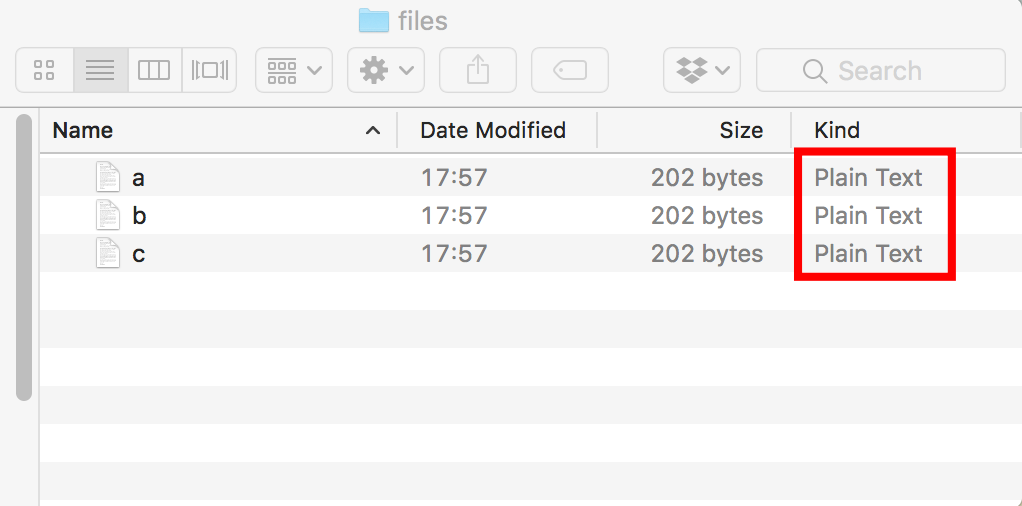 files
Search
Name Date Modified Size Kind
a 17:57 202 bytes Plain Text
b 17:57 202 bytes Plain Text
c 17:57 202 bytes Plain Text